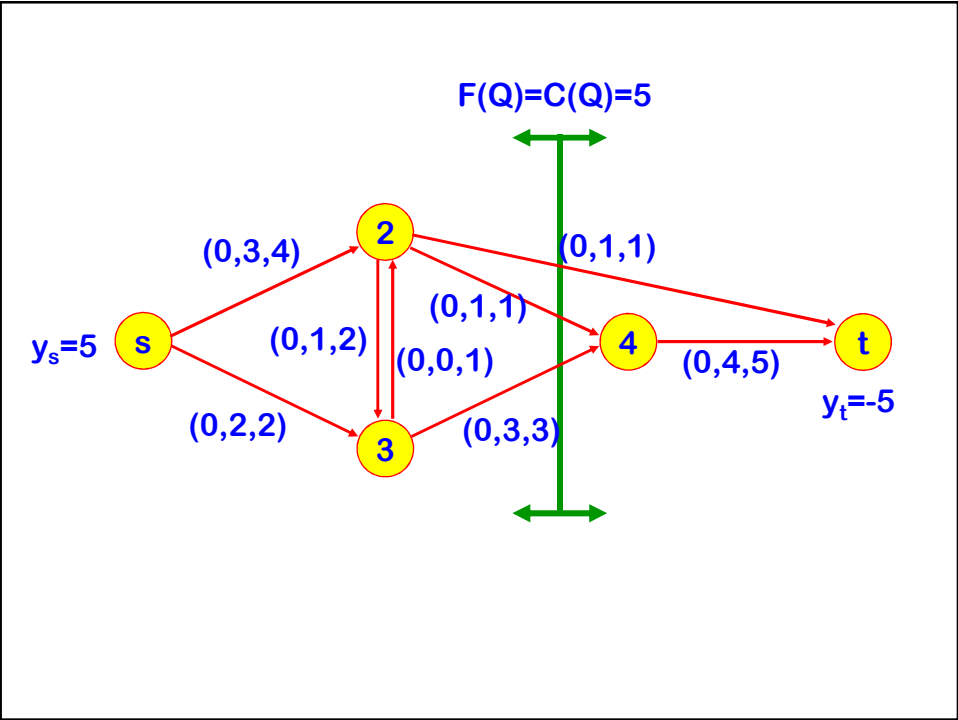 F(Q)=C(Q)=5
2
(0,3,4)
(0,1,1)
(0,1,1)
y_s=5
s
(0,1,2)
(0,0,1)
4
(0,4,5)
t
y_t=-5
(0,2,2)
3
(0,3,3)